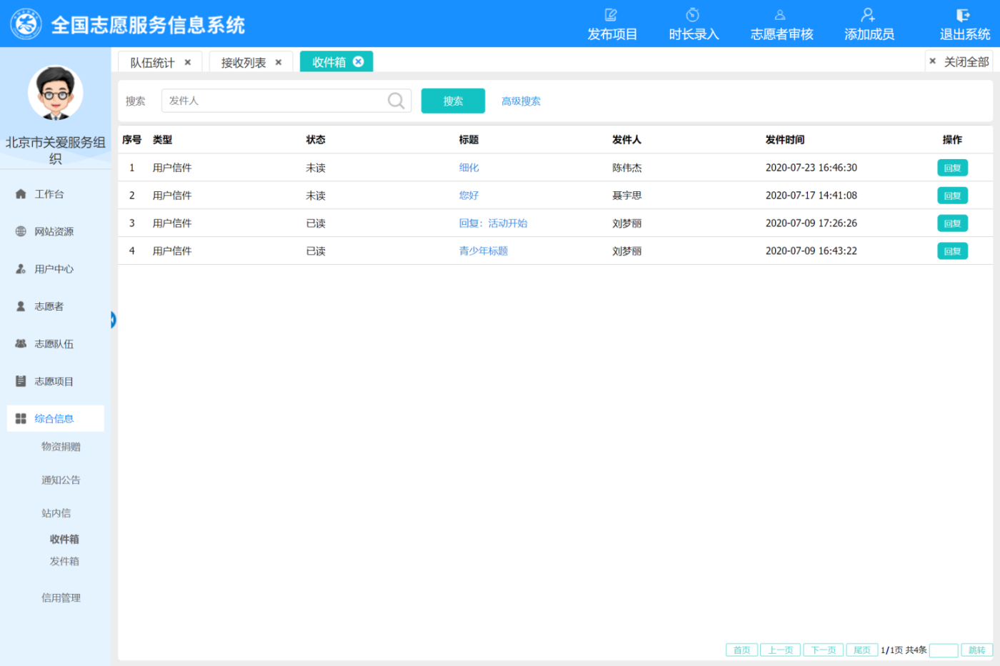 全国志愿服务信息系统
发布项目 时长录入 志愿者审核 添加成员 退出系统
队伍统计 × 接收列表 × 收件箱 × × 关闭全部
北京市关爱服务组
织
工作台
网站资源
用户中心
志愿者
志愿队伍
志愿项目
综合信息
物资捐赠
通知公告
站内信
收件箱
发件箱
信用管理
搜索 发件人 搜索 高级搜索
序号 类型 状态 标题 发件人 发件时间 操作
1 用户信件 未读 细化 陈伟杰 2020-07-23 16:46:30 回复
2 用户信件 未读 您好 聂宇思 2020-07-17 14:41:08 回复
3 用户信件 已读 回复：活动开始 刘梦丽 2020-07-09 17:26:26 回复
4 用户信件 已读 青少年标题 刘梦丽 2020-07-09 16:43:22 回复
首页 上一页 下一页 尾页 1/1页 共4条 跳转